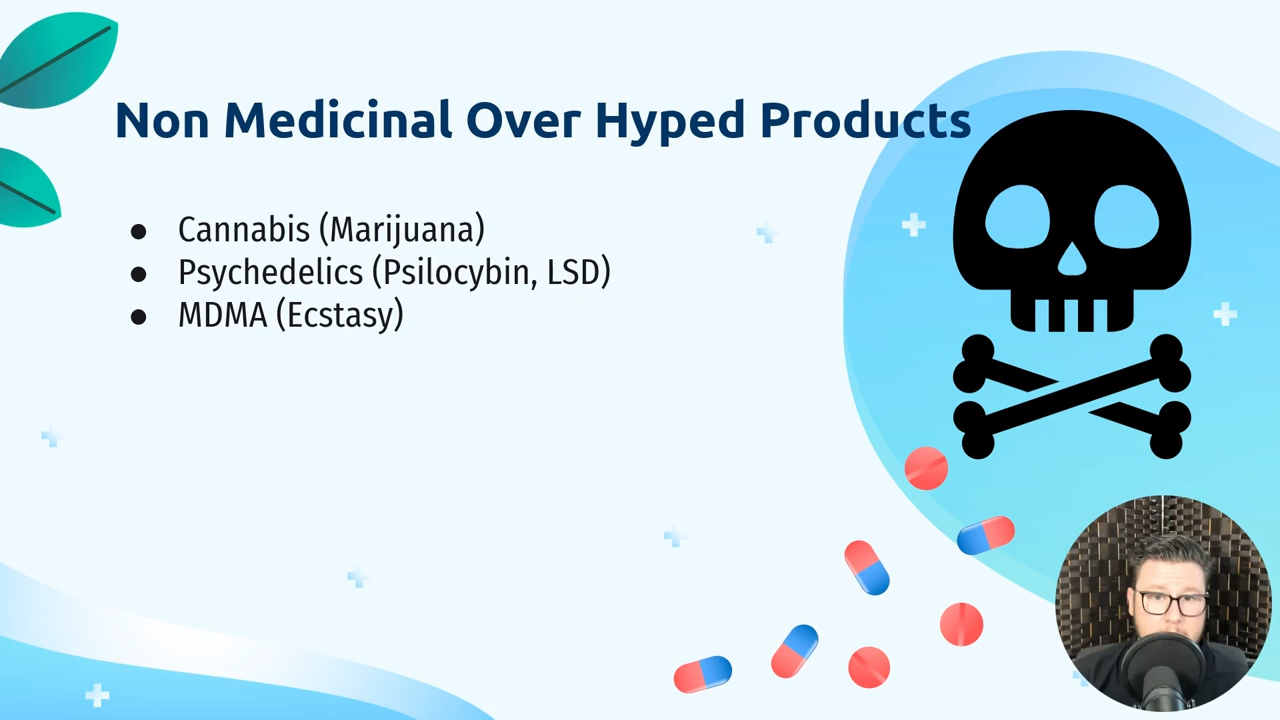 Non Medicinal Over Hyped Products
● Cannabis (Marijuana)
● Psychedelics (Psilocybin, LSD)
● MDMA (Ecstasy)